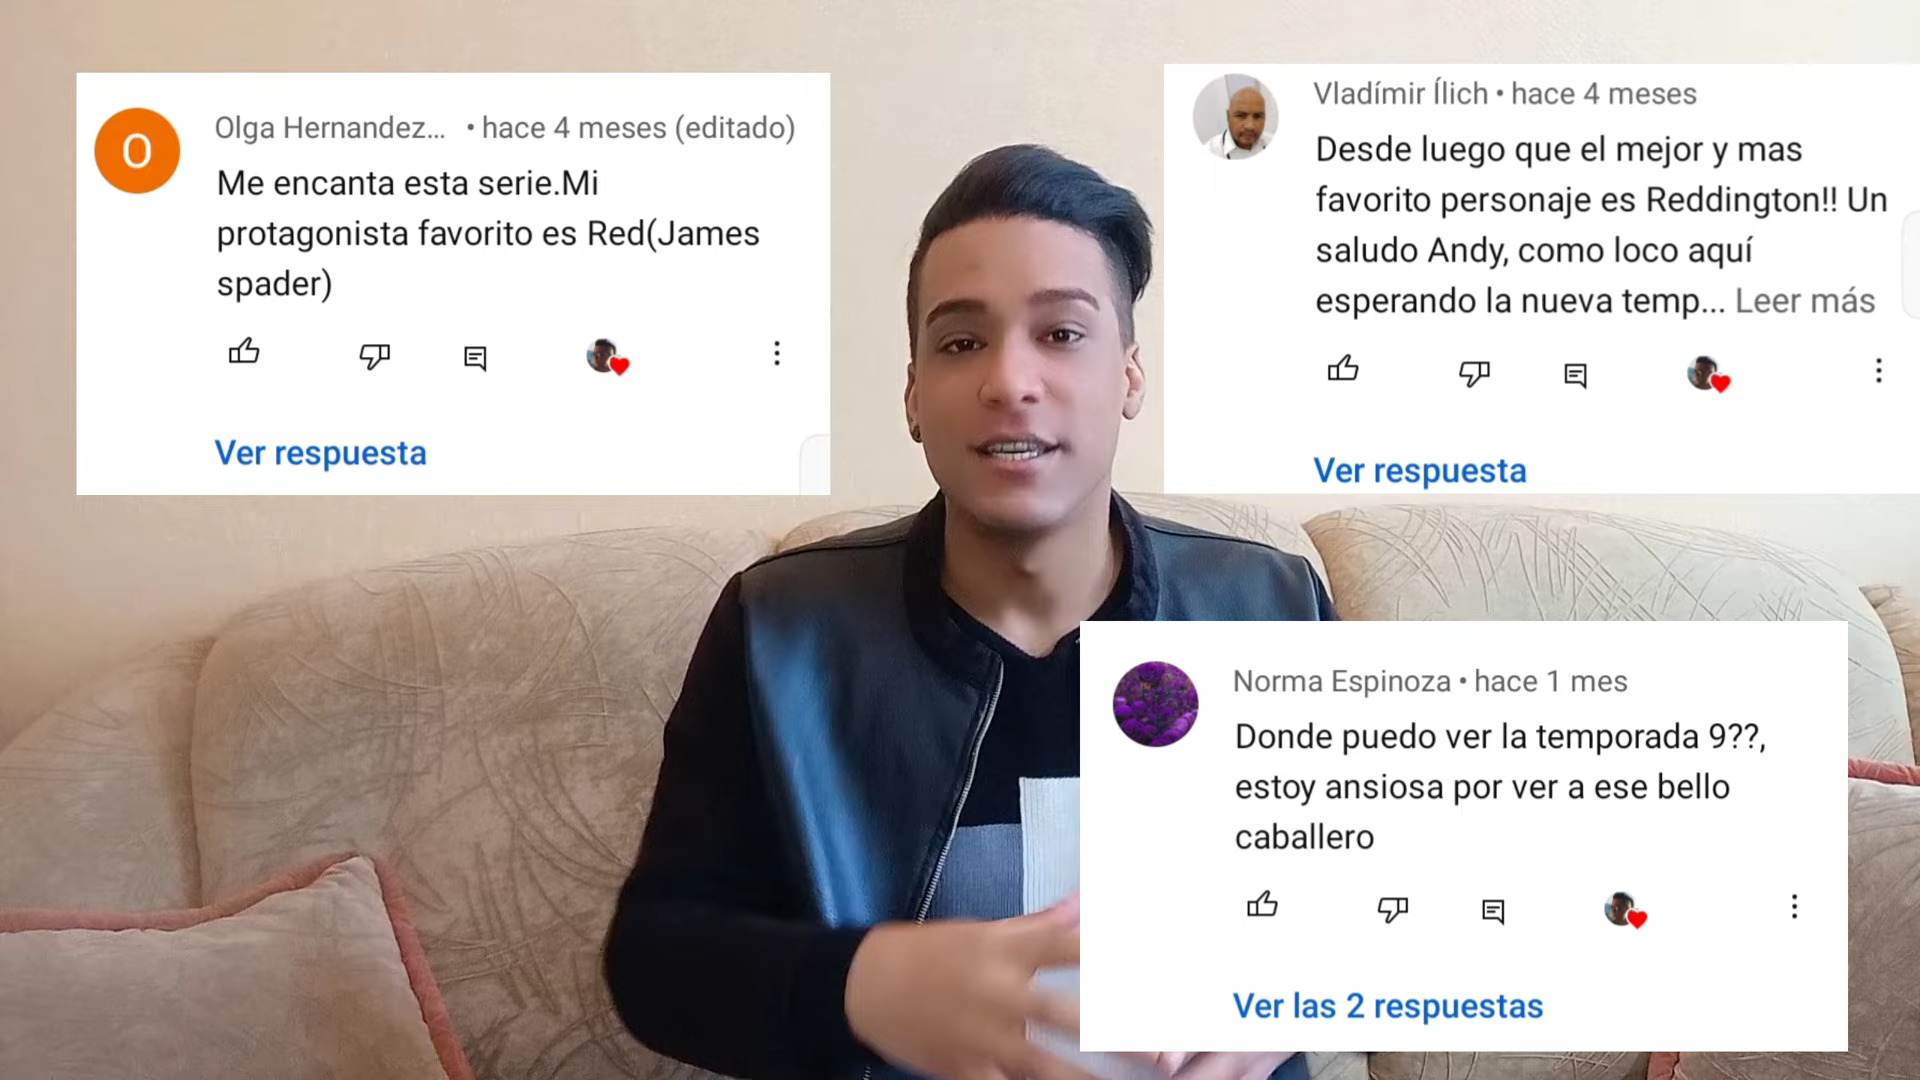 O
Olga Hernandez... • hace 4 meses (editado)
Me encanta esta serie.Mi
protagonista favorito es Red(James
spader)
Ver respuesta
Vladímir Ílich • hace 4 meses
Desde luego que el mejor y mas
favorito personaje es Reddington!! Un
saludo Andy, como loco aquí
esperando la nueva temp... Leer más
Ver respuesta
Norma Espinoza • hace 1 mes
Donde puedo ver la temporada 9??,
estoy ansiosa por ver a ese bello
caballero
Ver las 2 respuestas